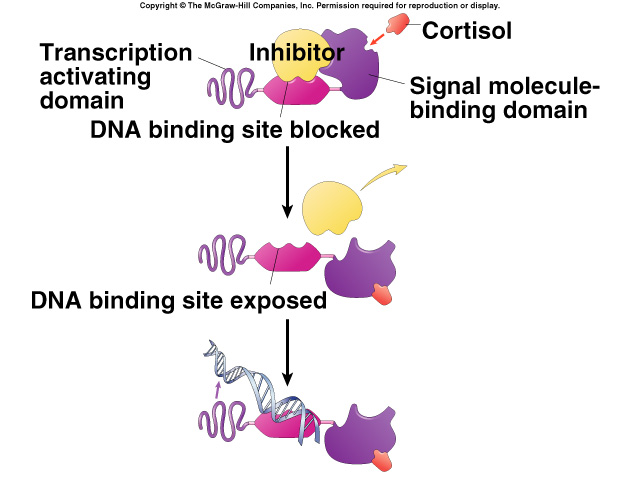 Copyright © The McGraw-Hill Companies, Inc. Permission required for reproduction or display.
Cortisol
Transcription
activating
domain
Inhibitor
Signal molecule-
binding domain
DNA binding site blocked
DNA binding site exposed